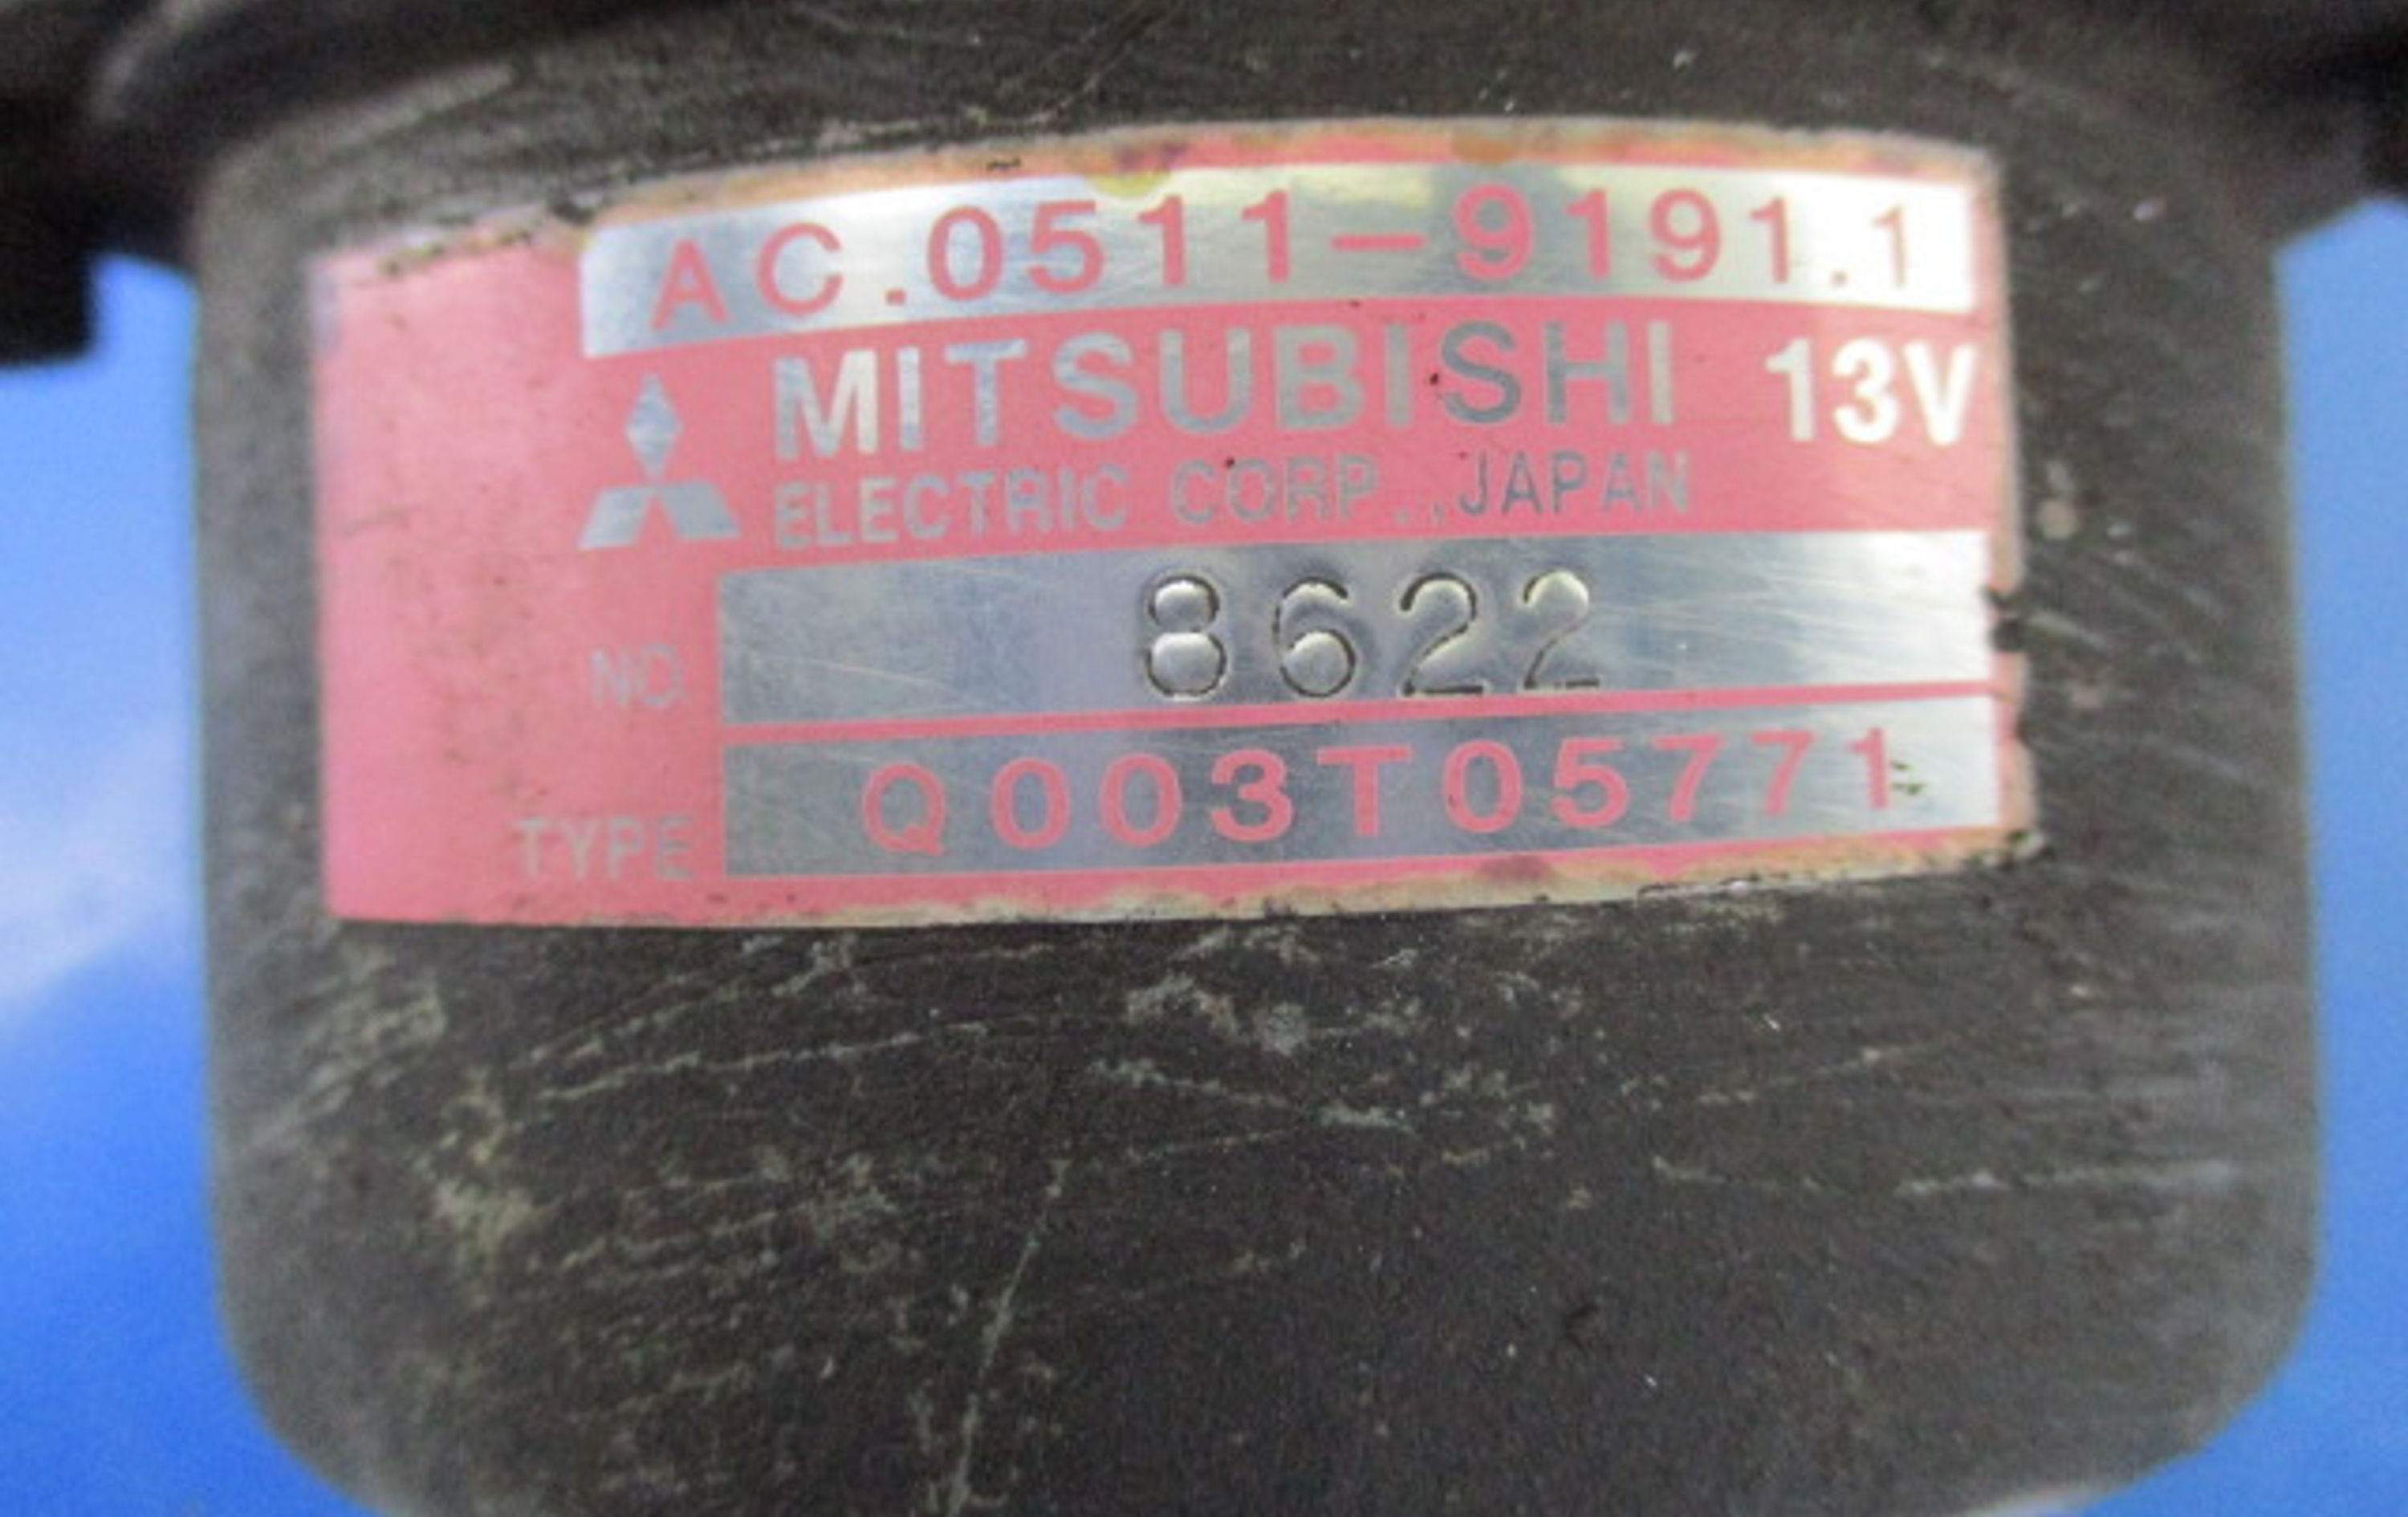 AC.0511-9191.1
MITSUBISHI 13V
ELECTRIC CORP.,JAPAN
NO. 8622
TYPE Q003T05771